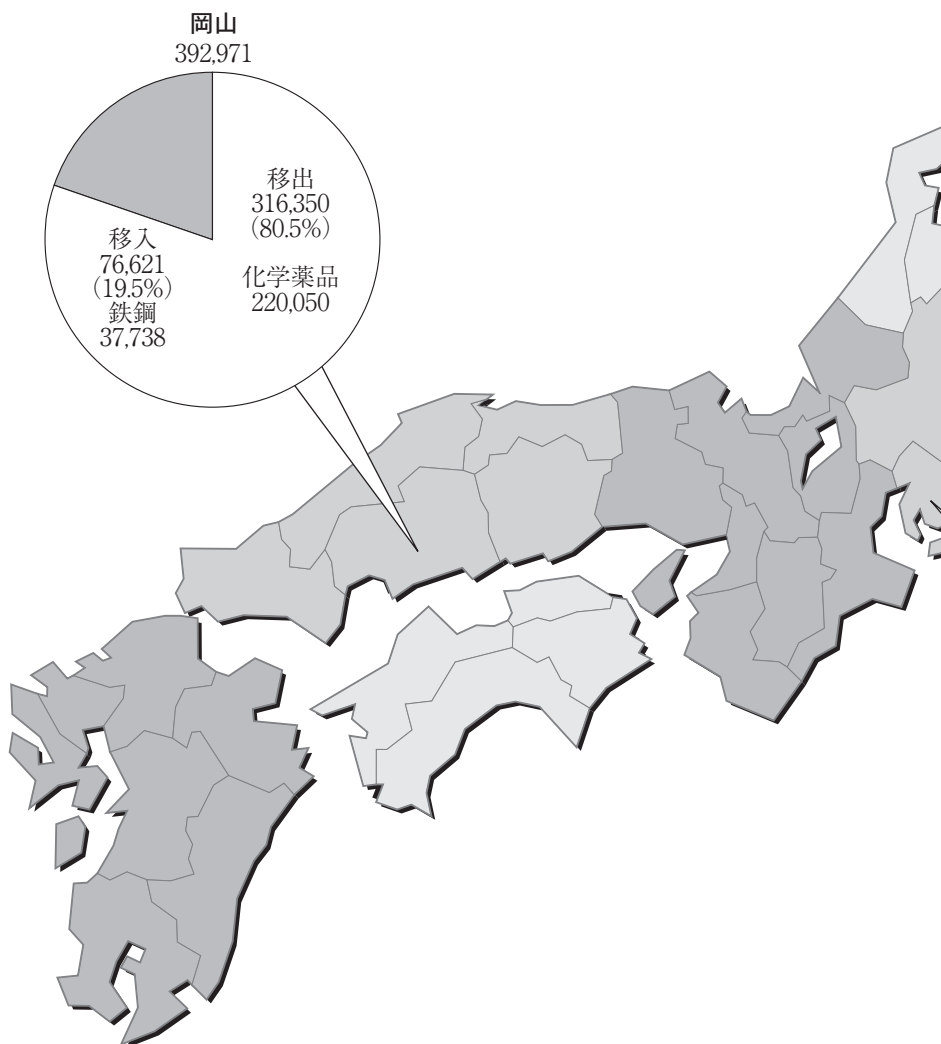 岡山
392,971
移出
316,350
(80.5%)
化学薬品
220,050
移入
76,621
(19.5%)
鉄鋼
37,738